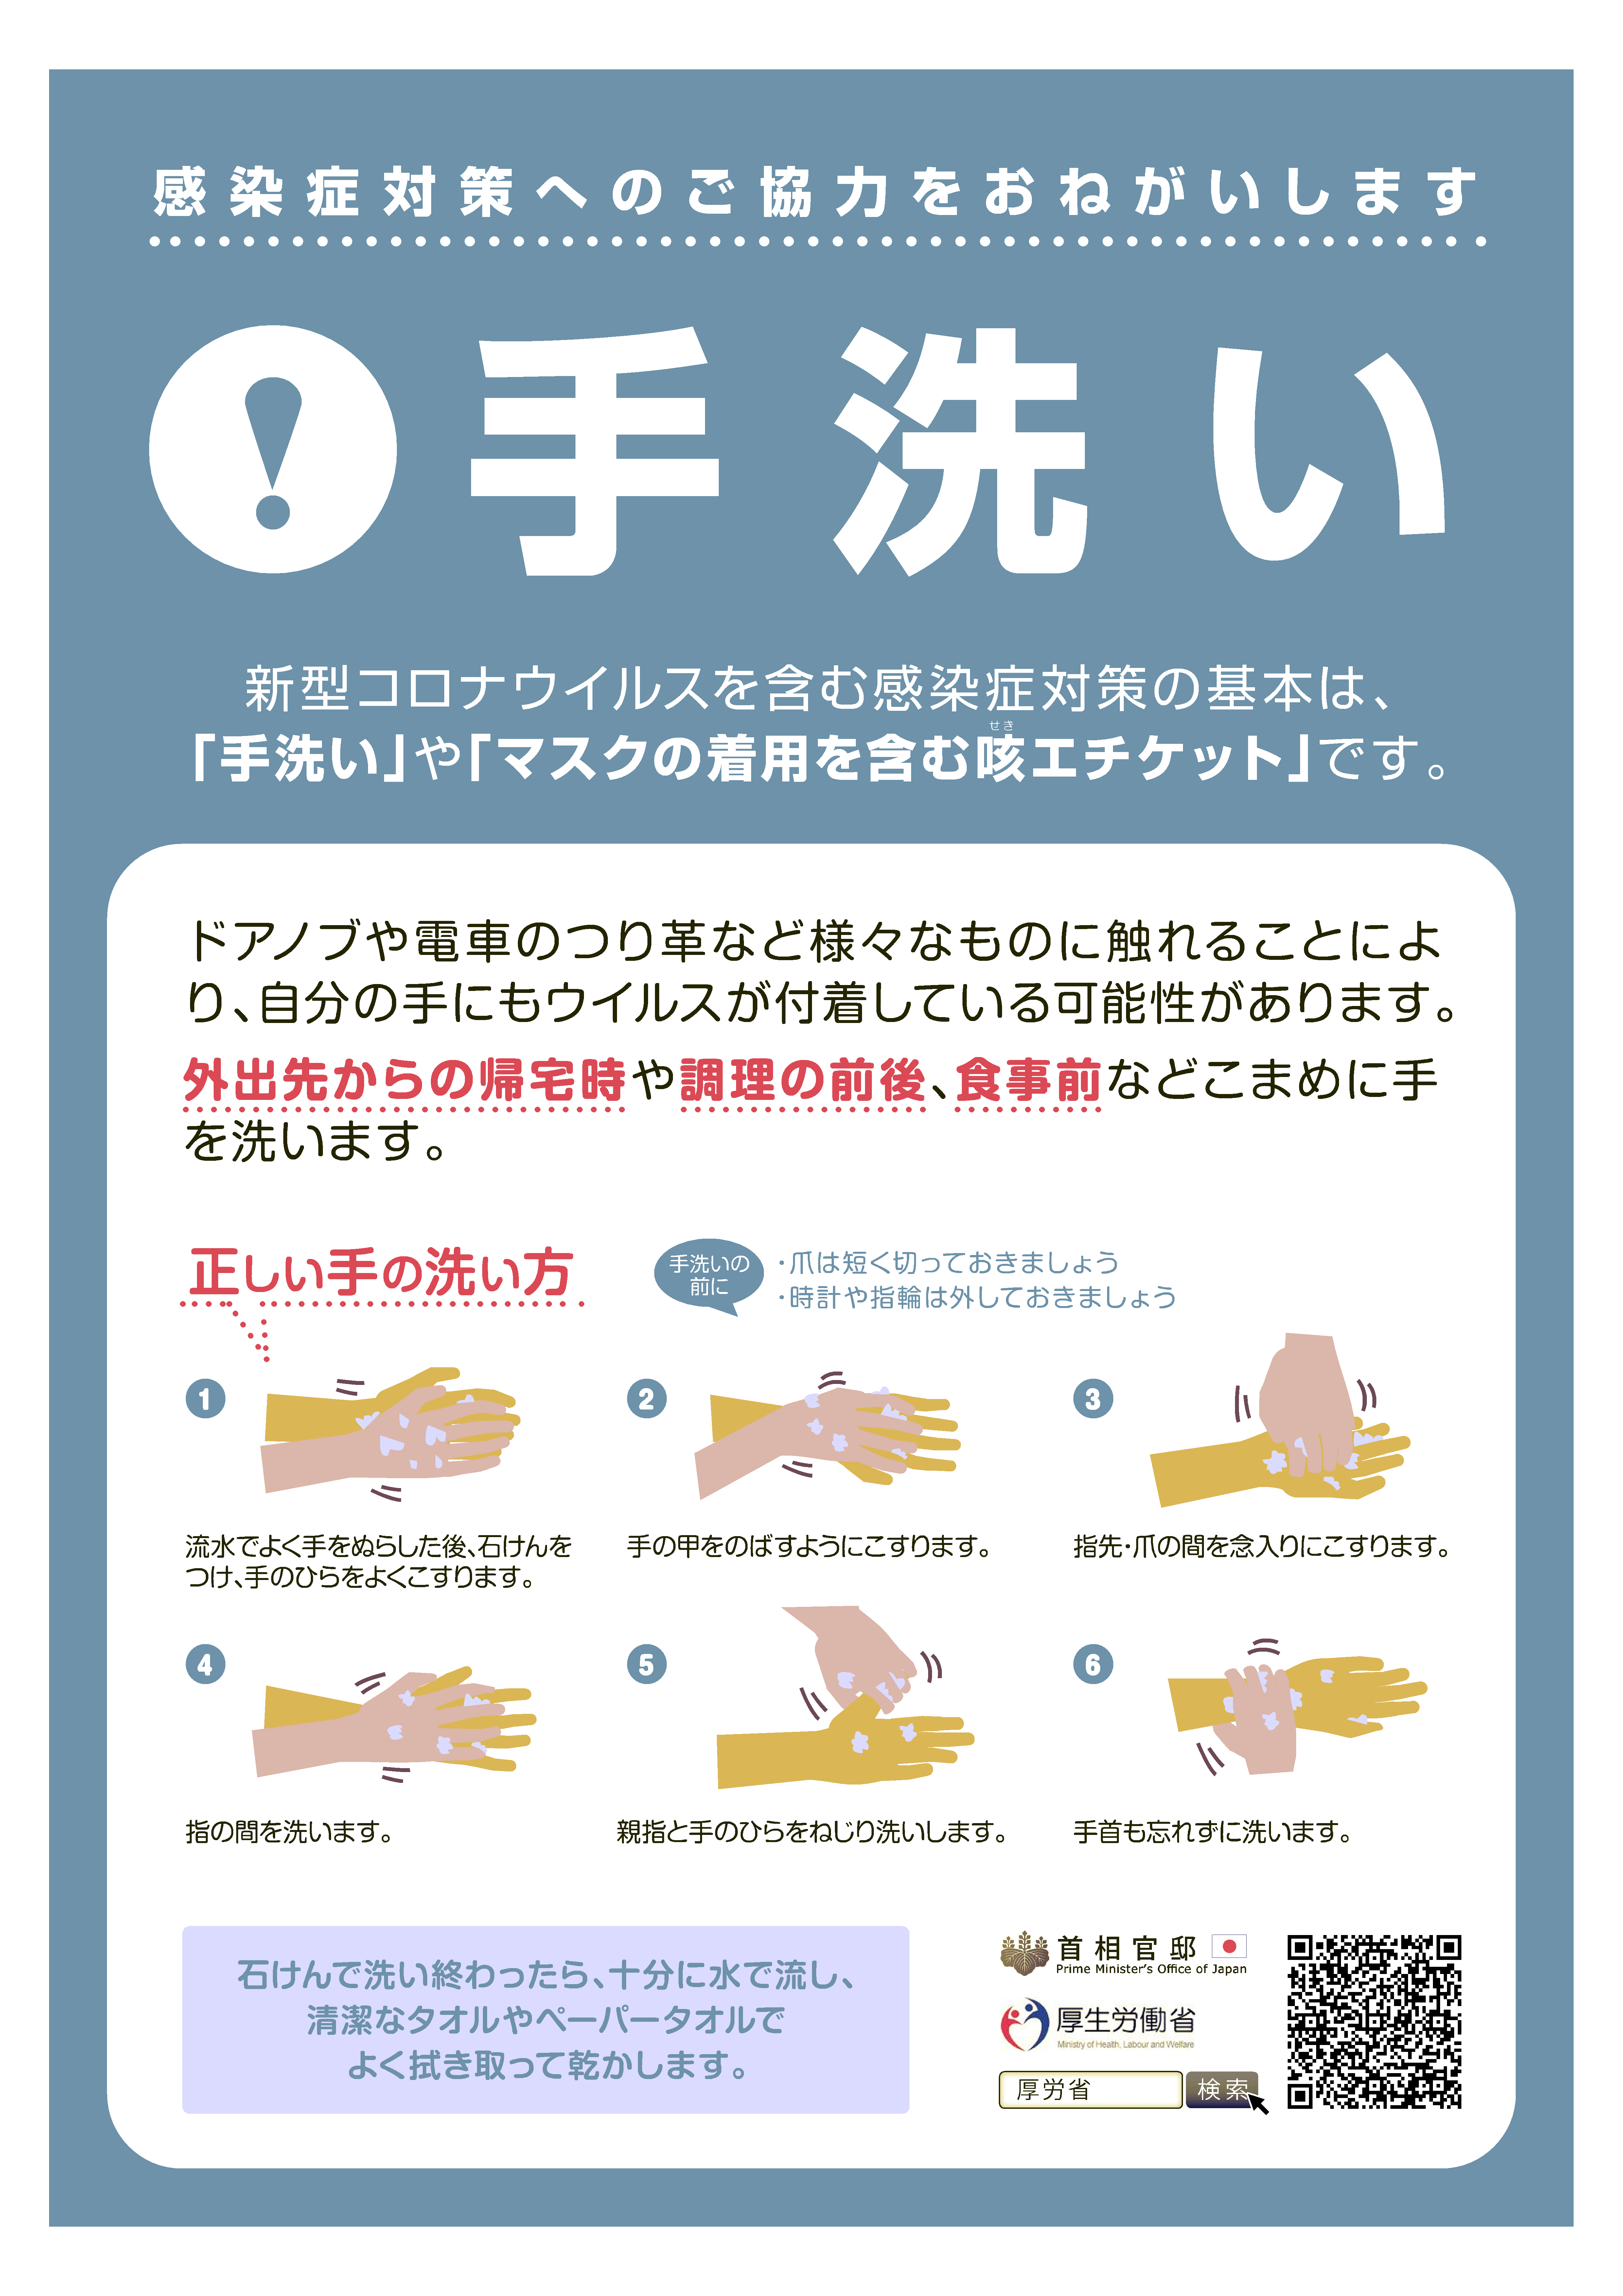 感染症対策へのご協力をおねがいします
手洗い
新型コロナウイルスを含む感染症対策の基本は、
「手洗い」や「マスクの着用を含む咳エチケット」です。
せき
ドアノブや電車のつり革など様々なものに触れることによ
り、自分の手にもウイルスが付着している可能性があります。
外出先からの帰宅時や調理の前後、食事前などこまめに手
を洗います。
正しい手の洗い方
手洗いの
前に
・爪は短く切っておきましょう
・時計や指輪は外しておきましょう
1
流水でよく手をぬらした後、石けんを
つけ、手のひらをよくこすります。
2
手の甲をのばすようにこすります。
3
指先・爪の間を念入りにこすります。
4
指の間を洗います。
5
親指と手のひらをねじり洗いします。
6
手首も忘れずに洗います。
石けんで洗い終わったら、十分に水で流し、
清潔なタオルやペーパータオルで
よく拭き取って乾かします。
首相官邸
Prime Minister's Office of Japan
厚生労働省
Ministry of Health, Labour and Welfare
厚労省 検索